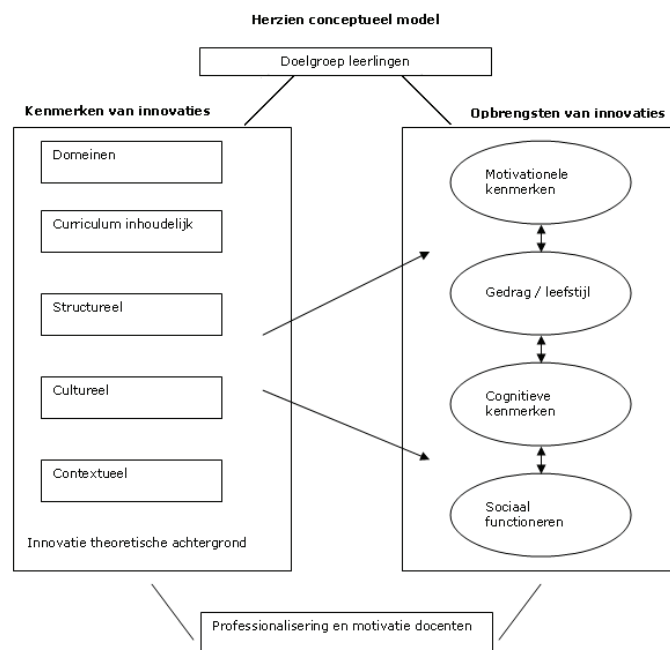 Herzien conceptueel model
Doelgroep leerlingen
Kenmerken van innovaties
Domeinen
Curriculum inhoudelijk
Structureel
Cultureel
Contextueel
Innovatie theoretische achtergrond
Opbrengsten van innovaties
Motivationele
kenmerken
Gedrag / leefstijl
Cognitieve
kenmerken
Sociaal
functioneren
Professionalisering en motivatie docenten